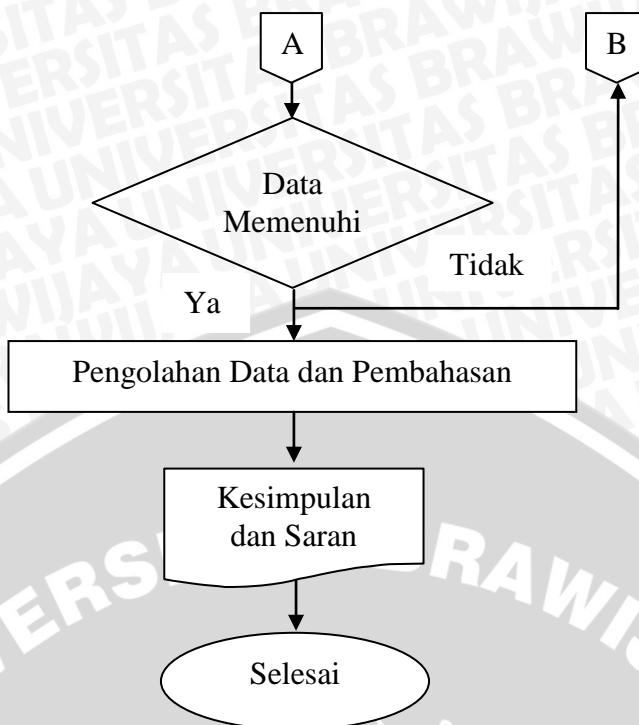 A
B
Data
Memenuhi
Tidak
Ya
Pengolahan Data dan Pembahasan
Kesimpulan
dan Saran
Selesai